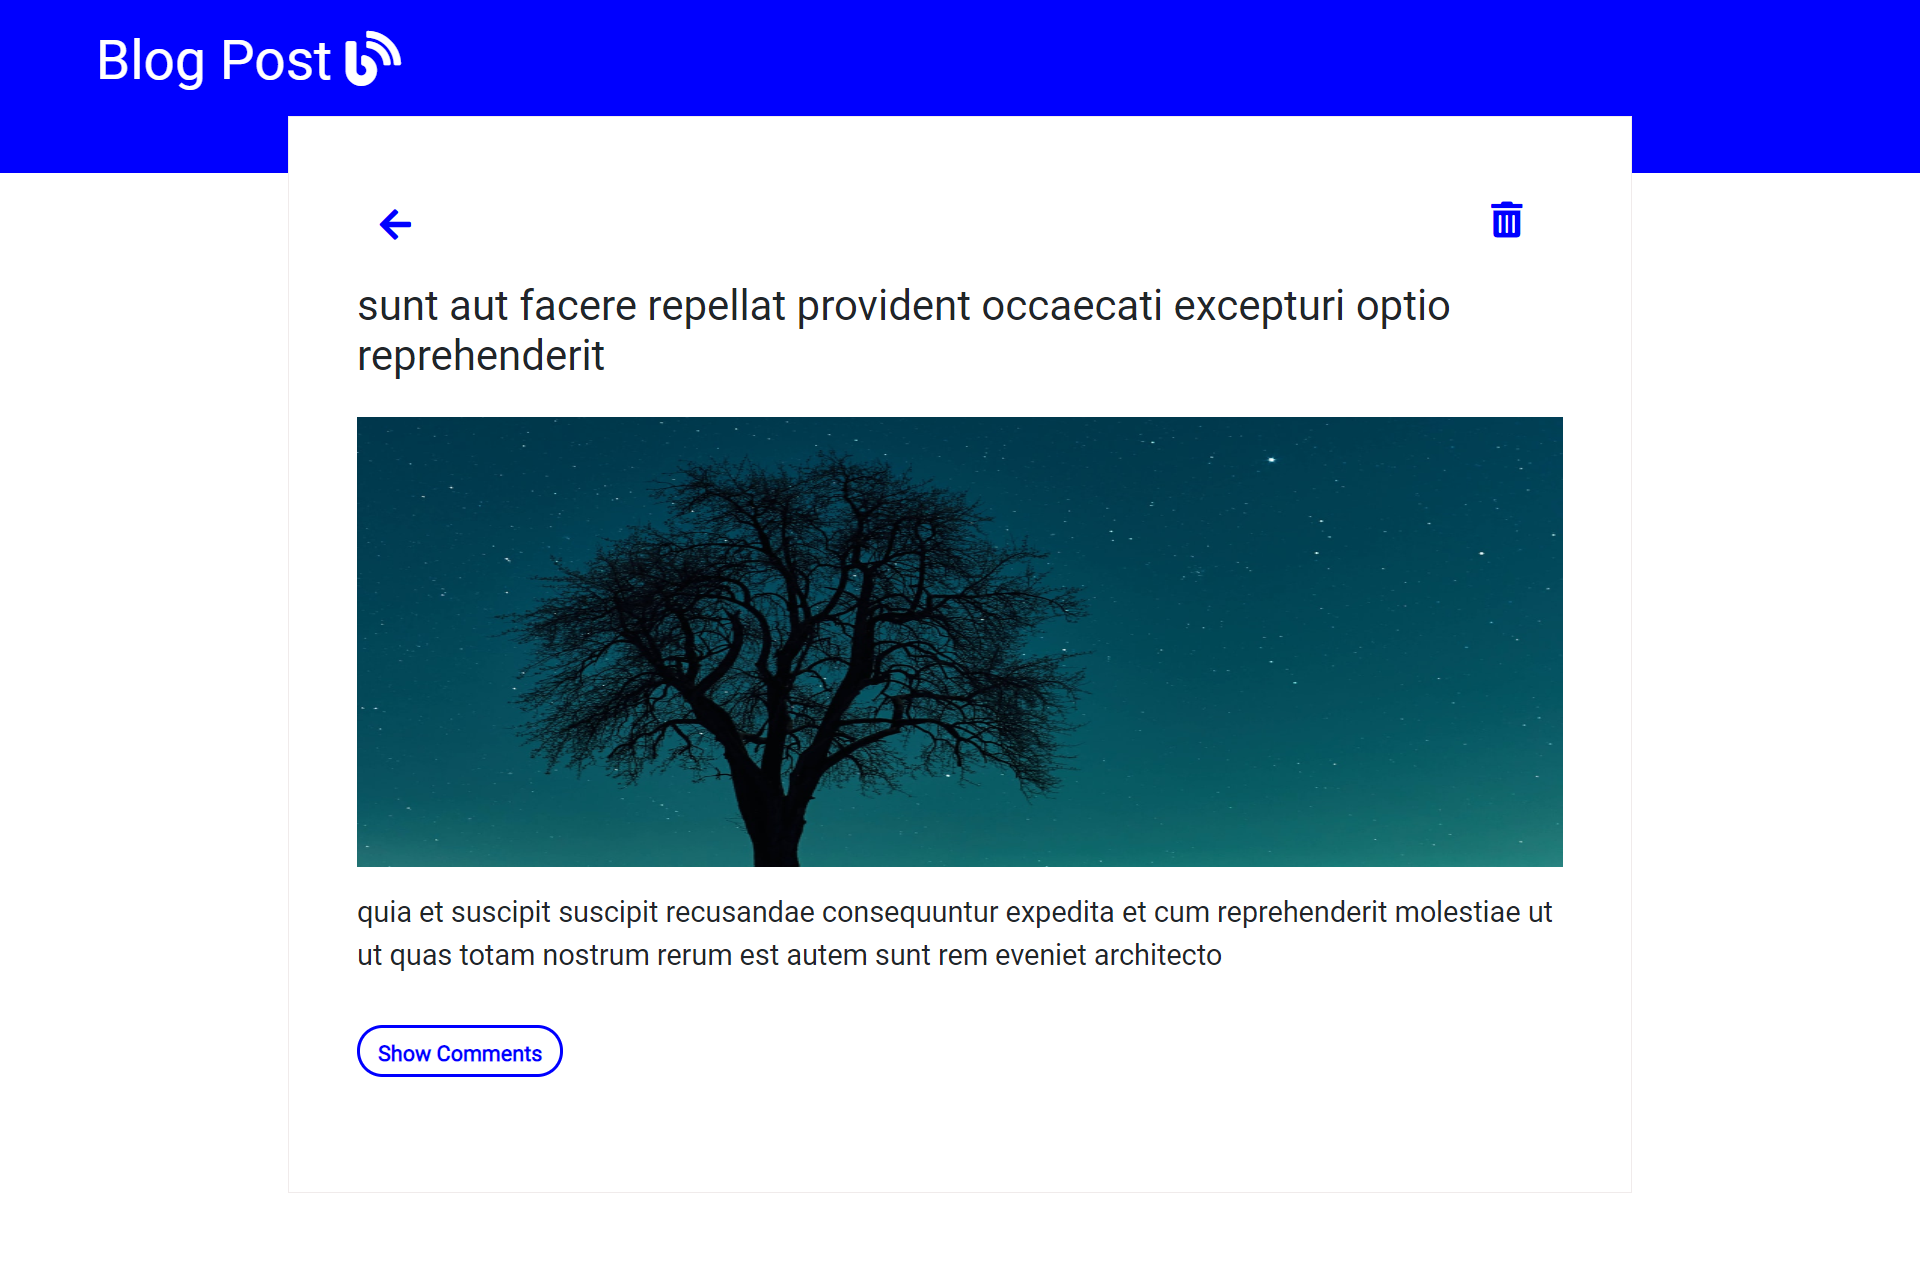 Blog Post
sunt aut facere repellat provident occaecati excepturi optio
reprehenderit
quia et suscipit suscipit recusandae consequuntur expedita et cum reprehenderit molestiae ut
ut quas totam nostrum rerum est autem sunt rem eveniet architecto
Show Comments